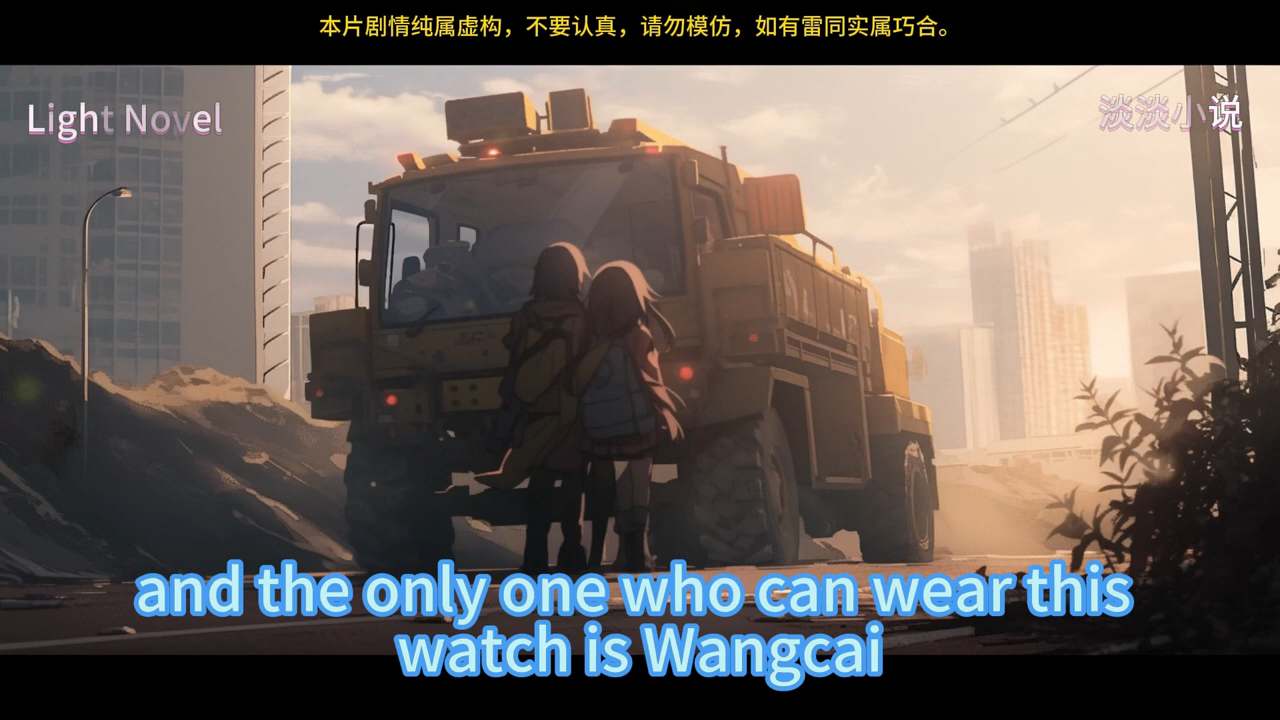 本片剧情纯属虚构，不要认真，请勿模仿，如有雷同实属巧合。
Light Novel
淡淡小说
and the only one who can wear this
watch is Wangcai